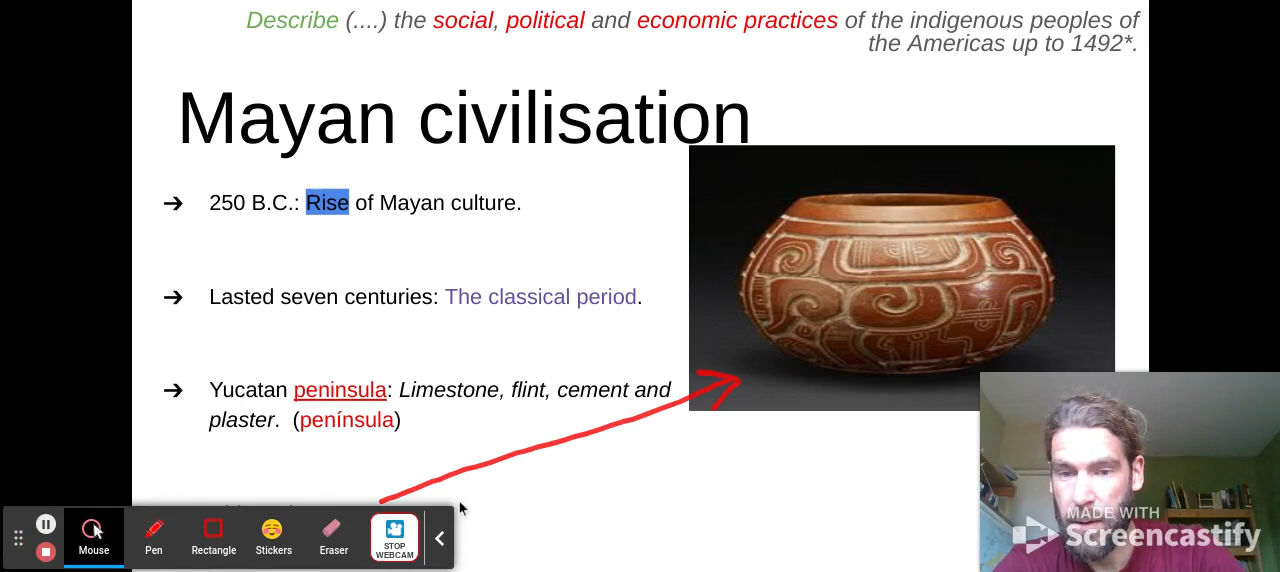 Describe (....) the social, political and economic practices of the indigenous peoples of
the Americas up to 1492*.
Mayan civilisation
➔ 250 B.C.: Rise of Mayan culture.
➔ Lasted seven centuries: The classical period.
➔ Yucatan peninsula: Limestone, flint, cement and
plaster. (península)
Mouse
Pen
Rectangle
Stickers
Eraser
STOP
WEBCAM
MADE WITH
Screencastify